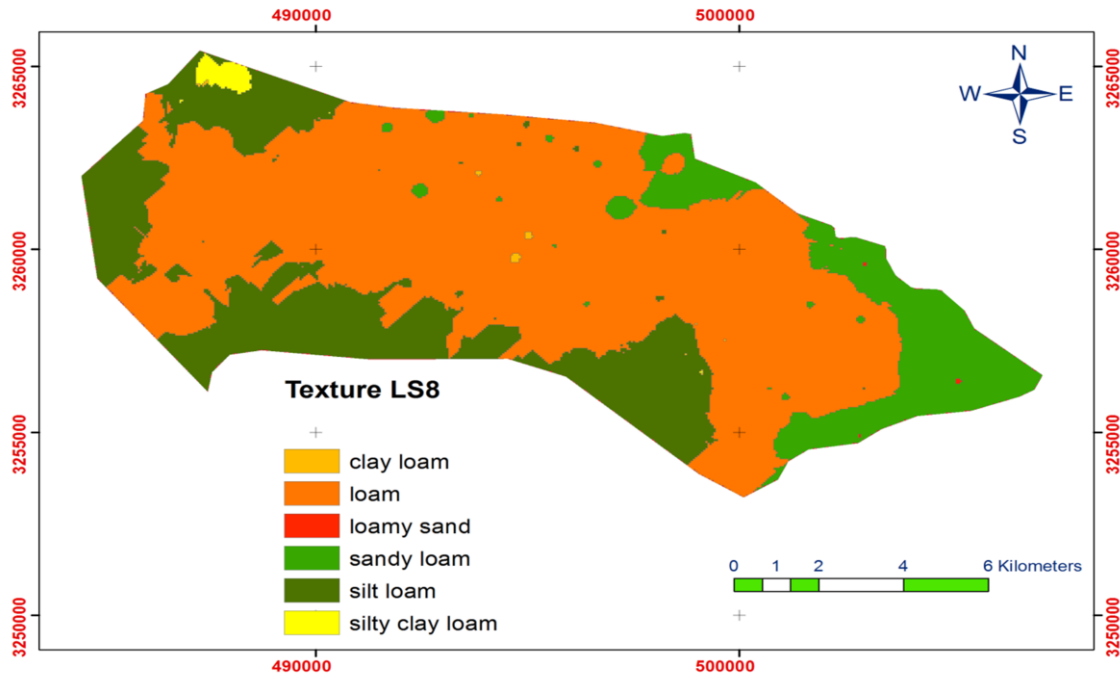 490000 500000
N
W E
S
3265000 3265000
3260000 3260000
Texture LS8
3255000 3255000
clay loam
loam
loamy sand
sandy loam
0 1 2 4 6 Kilometers
silt loam
silty clay loam
3250000 3250000
490000 500000